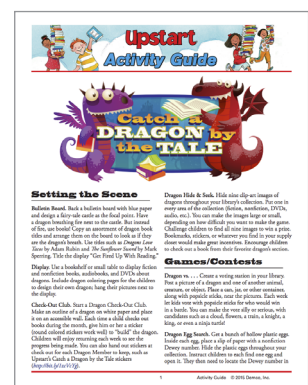 Upstart
Activity Guide
Catch a
DRAGON by
the TALE
Setting the Scene
Bulletin Board. Back a bulletin board with blue paper
and design a fairy-tale castle as the focal point. Have
a dragon breathing fire next to the castle. But instead
of fire, use books! Copy an assortment of dragon book
titles and arrange them on the board to look as if they
are the dragon's breath. Use titles such as Dragons Love
Tacos by Adam Rubin and The Sunflower Sword by Mark
Sperring. Title the display "Get Fired Up With Reading."
Display. Use a bookshelf or small table to display fiction
and nonfiction books, audiobooks, and DVDs about
dragons. Include dragon coloring pages for the children
to design their own dragon; hang their pictures next to
the display.
Check-Out Club. Start a Dragon Check-Out Club.
Make an outline of a dragon on white paper and place
it on an accessible wall. Each time a child checks out
books during the month, give him or her a sticker
(round colored stickers work well) to "build" the dragon.
Children will enjoy returning each week to see the
progress being made. You can also hand out stickers at
check out for each Dragon Member to keep, such as
Upstart's Catch a Dragon by the Tale stickers
Dragon Hide & Seek. Hide mini clip-art images of
dragons throughout your library's collection. Put one in
every area of the collection (fiction, nonfiction, DVDs,
audio, etc.). You can make the images large or small,
depending on how difficult you want to make the game.
Challenge children to find all nine images to win a prize.
Bookmarks, stickers, or whatever you find in your supply
closet would make great incentives. Encourage children
to check out a book from their favorite dragon's section.
Games/Contests
Dragon vs. . . . Create a voting station in your library.
Post a picture of a dragon and one of another animal,
creature, or object. Place a can, jar, or other container,
along with popsicle sticks, near the pictures. Each week
let kids vote with popsicle sticks for who would win
in a battle. You can make the vote silly or serious, with
candidates such as a cloud, flowers, a train, a knight, a
king, or even a ninja turtle!
Dragon Egg Search. Get a bunch of hollow plastic eggs.
Inside each egg, place a slip of paper with a nonfiction
Dewey number. Hide the eggs throughout your
collection. Instruct children to each find one egg and
open it. They then need to locate the Dewey number in
1 Activity Guide © 2015 Demco, Inc.